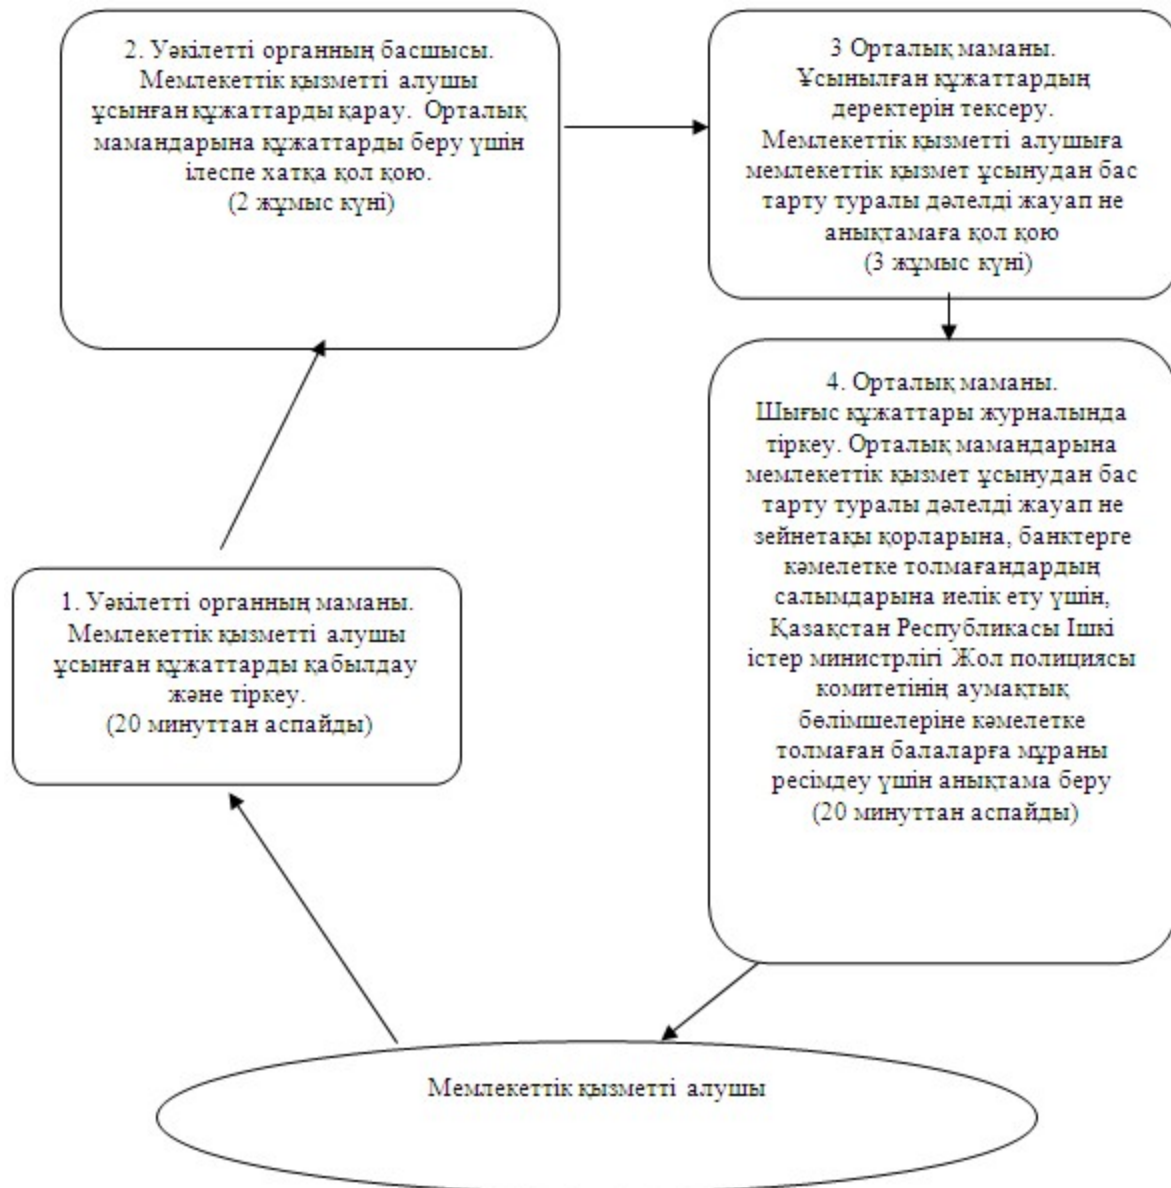 2. Уәкілетті органның басшысы.
Мемлекеттік қызметті алушы
ұсынған құжаттарды қарау. Орталық
мамандарына құжаттарды беру үшін
ілеспе хатқа қол қою.
(2 жұмыс күні)
3 Орталық маманы.
Ұсынылған құжаттардың
деректерін тексеру.
Мемлекеттік қызметті алушыға
мемлекеттік қызмет ұсынудан бас
тарту туралы дәлелді жауап не
анықтамаға қол қою
(3 жұмыс күні)
4. Орталық маманы.
Шығыс құжаттары журналында
тіркеу. Орталық мамандарына
мемлекеттік қызмет ұсынудан бас
тарту туралы дәлелді жауап не
зейнетақы қорларына, банктерге
кәмелетке толмағандардың
салымдарына иелік ету үшін,
Қазақстан Республикасы Ішкі
істер министрлігі Жол полициясы
комитетінің аумақтық
бөлімшелеріне кәмелетке
толмаған балаларға мұраны
ресімдеу үшін анықтама беру
(20 минуттан аспайды)
1. Уәкілетті органның маманы.
Мемлекеттік қызметті алушы
ұсынған құжаттарды қабылдау
және тіркеу.
(20 минуттан аспайды)
Мемлекеттік қызметті алушы